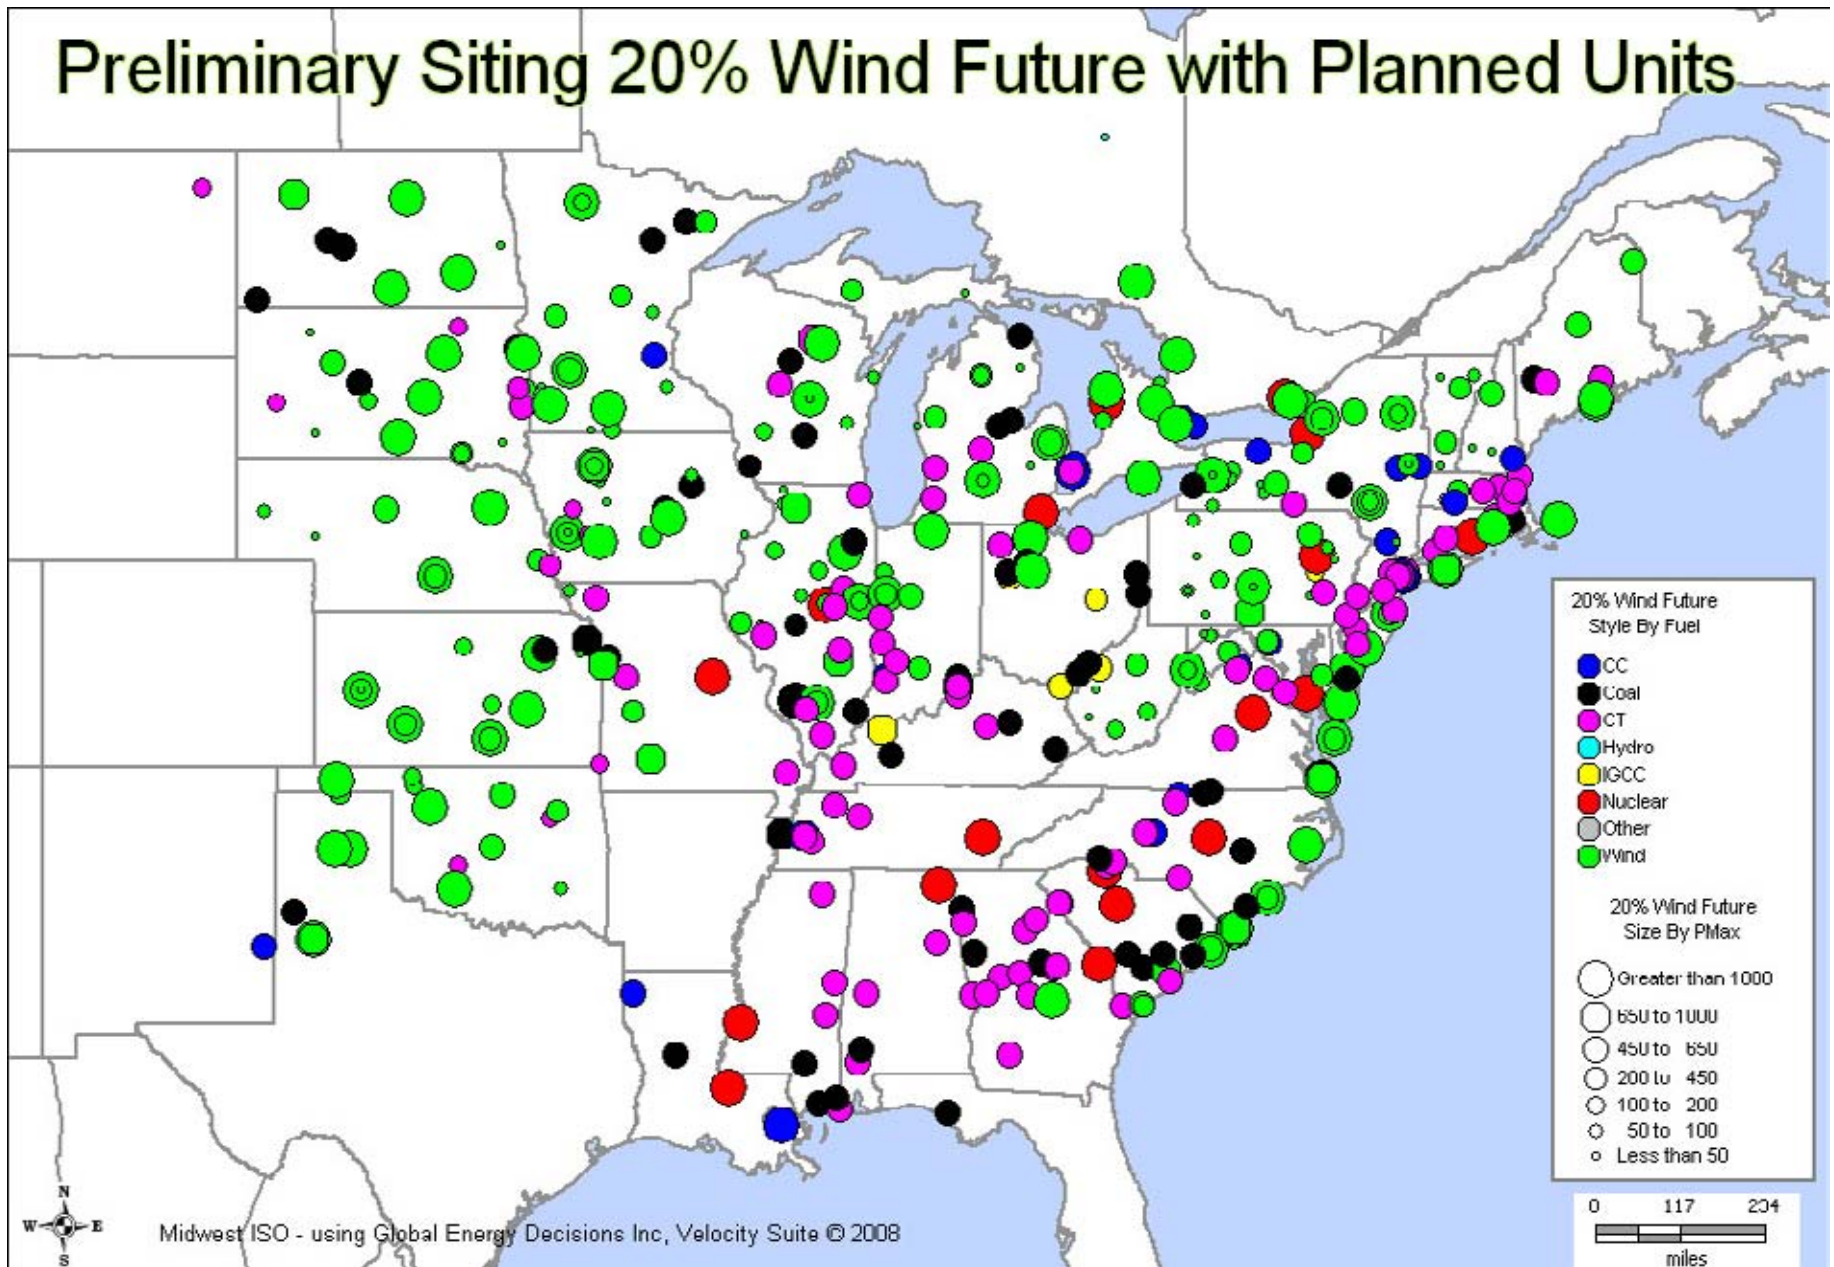 Preliminary Siting 20% Wind Future with Planned Units
20% Wind Future
Style By Fuel
CC
Coal
CT
Hydro
IGCC
Nuclear
Other
Wind
20% Wind Future
Size By PMax
Greater than 1000
650 to 1000
450 to 650
200 to 450
100 to 200
50 to 100
Less than 50
N
W E
S
Midwest ISO - using Global Energy Decisions Inc, Velocity Suite © 2008
0 117 234
miles